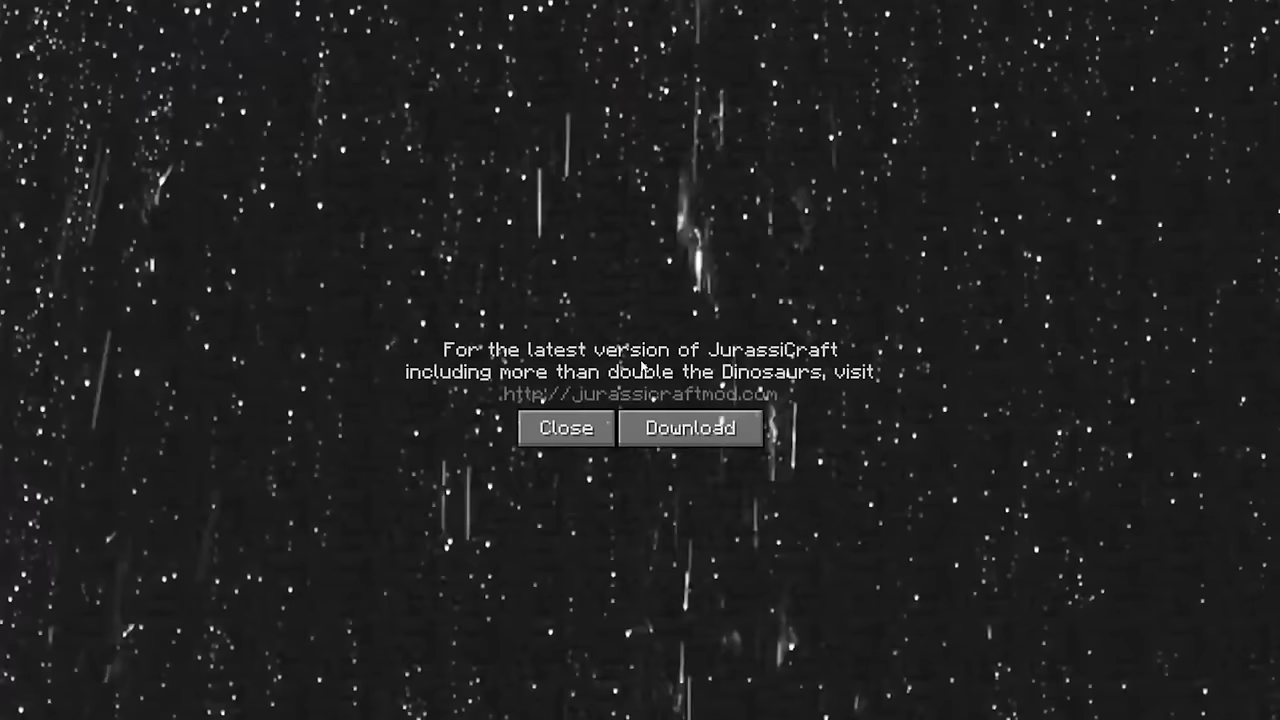 For the latest version of JurassiCraft
including more than double the Dinosaurs, visit
http://jurassicraftmod.com
Close Download